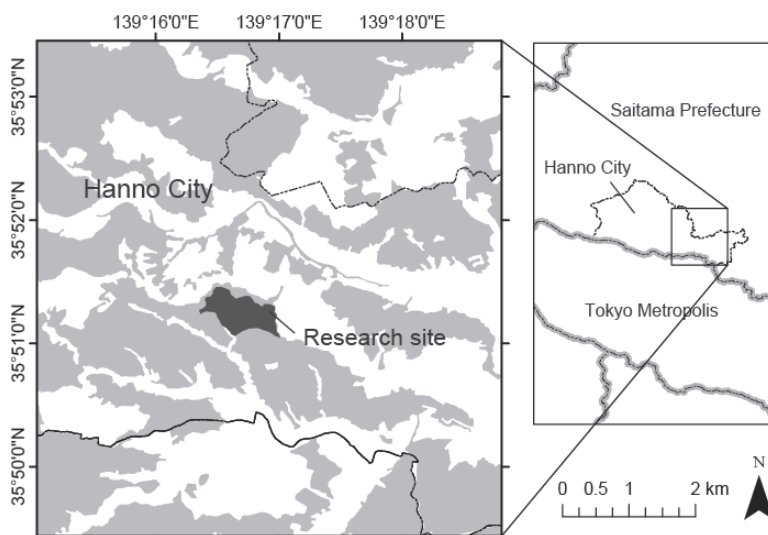 139°16'0"E 139°17'0"E 139°18'0"E
35°53'0"N
35°52'0"N
35°51'0"N
35°50'0"N
Hanno City
Research site
Saitama Prefecture
Hanno City
Tokyo Metropolis
N
0 0.5 1 2 km